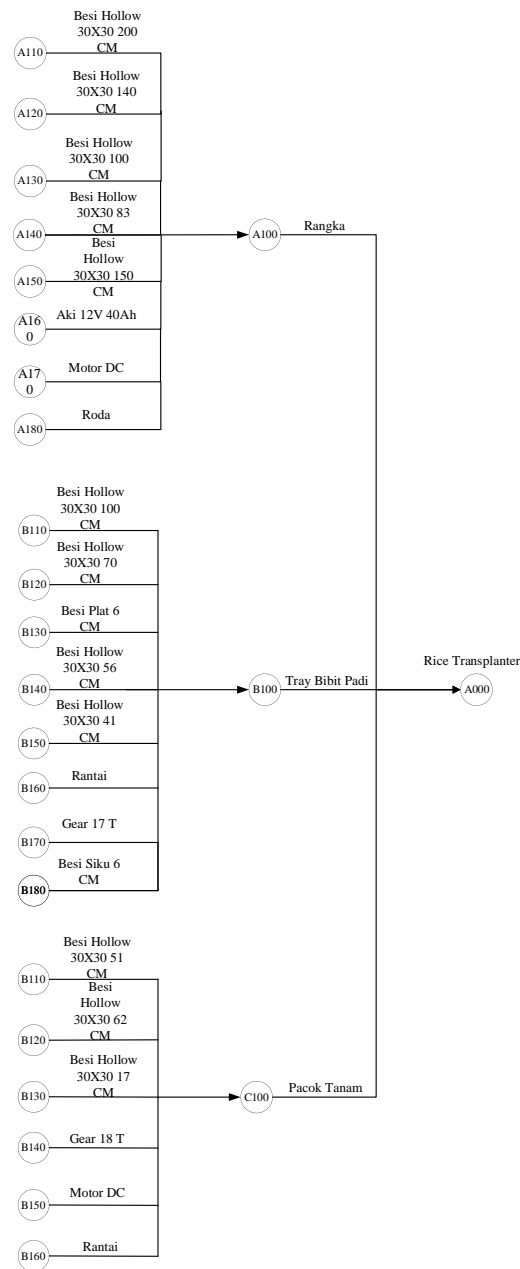 Besi Hollow
30X30 200
CM
A110
Besi Hollow
30X30 140
CM
A120
Besi Hollow
30X30 100
CM
A130
Besi Hollow
30X30 83
CM
A140
A100
Rangka
Besi
Hollow
30X30 150
CM
A150
Aki 12V 40Ah
A16
0
Motor DC
A17
0
Roda
A180
Besi Hollow
30X30 100
CM
B110
Besi Hollow
30X30 70
CM
B120
Besi Plat 6
CM
B130
Besi Hollow
30X30 56
CM
B140
B100
Tray Bibit Padi
Rice Transplanter
A000
Besi Hollow
30X30 41
CM
B150
Rantai
B160
Gear 17 T
B170
Besi Siku 6
CM
B180
Besi Hollow
30X30 51
CM
B110
Besi
Hollow
30X30 62
CM
B120
Besi Hollow
30X30 17
CM
B130
C100
Pacok Tanam
Gear 18 T
B140
Motor DC
B150
Rantai
B160